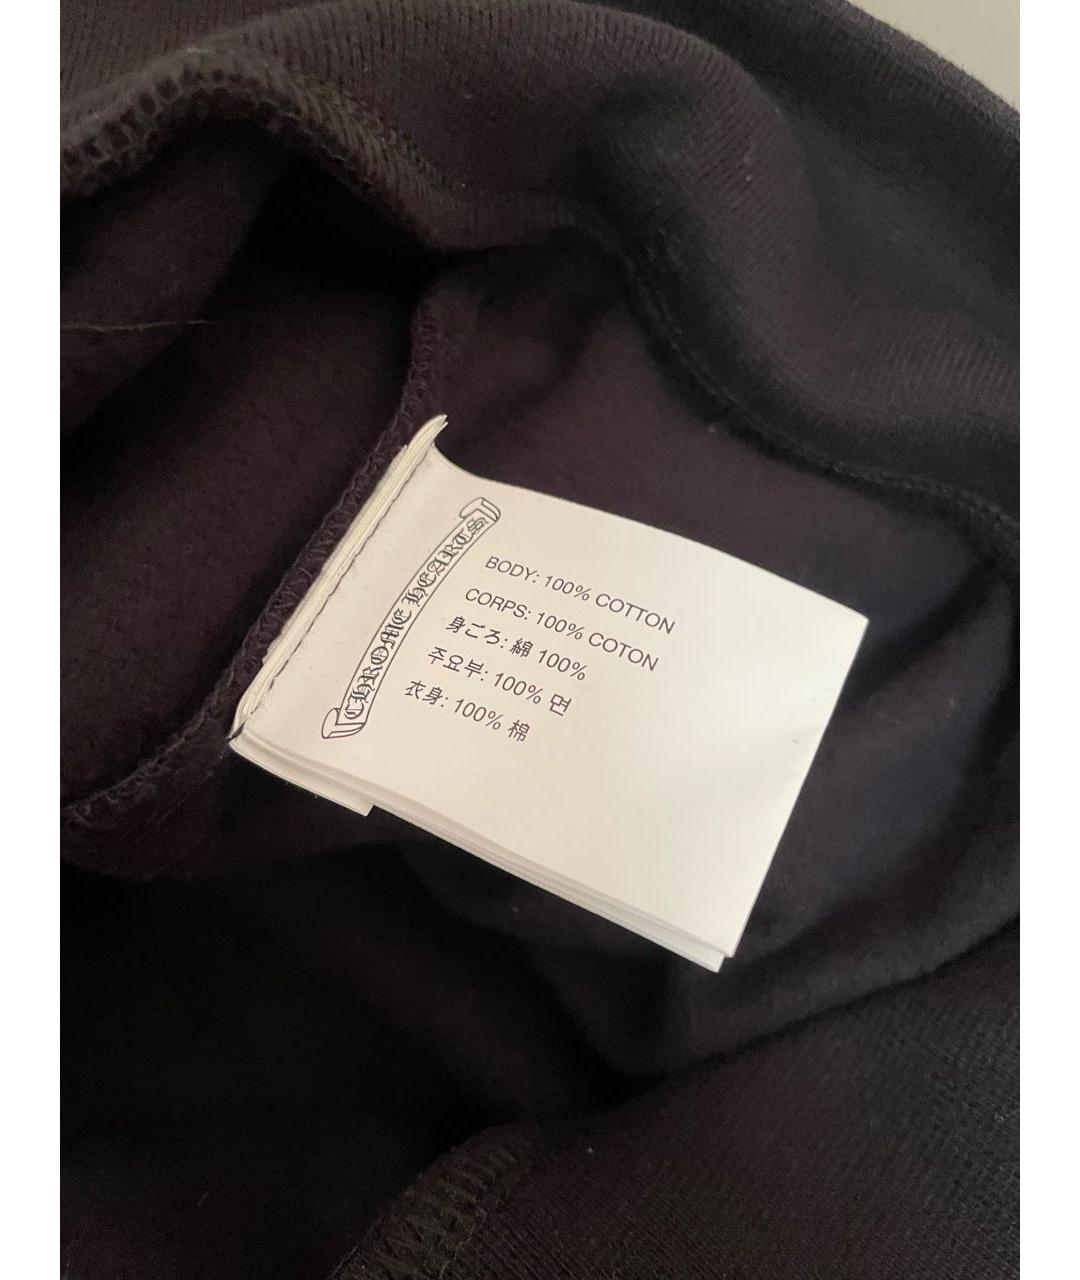 CHROME HEARTS
BODY: 100% COTTON
CORPS: 100% COTON
身ごろ: 綿 100%
주요부: 100% 면
衣身: 100% 棉